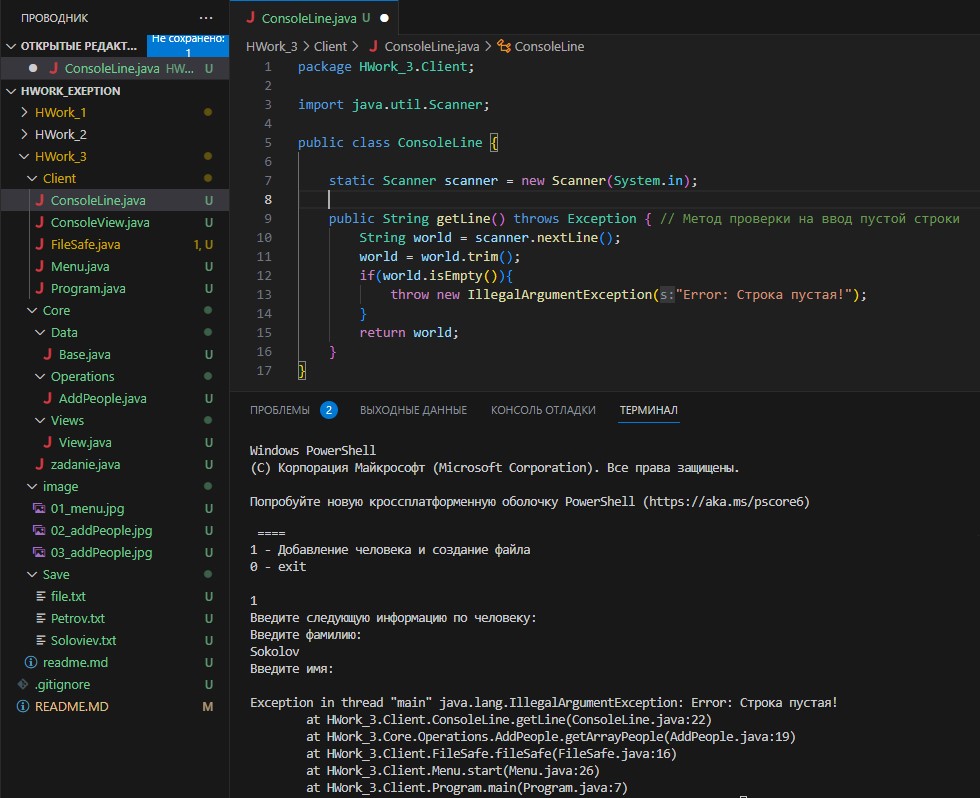 ПРОВОДНИК ...
ОТКРЫТЫЕ РЕДАКТ... Не сохранено: 1
ConsoleLine.java HW... U
HWORK_EXEPTION
HWork_1
HWork_2
HWork_3
Client
ConsoleLine.java U
ConsoleView.java U
FileSafe.java 1, U
Menu.java U
Program.java U
Core
Data
Base.java U
Operations
AddPeople.java U
Views
View.java U
zadanie.java U
image
01_menu.jpg U
02_addPeople.jpg U
03_addPeople.jpg U
Save
file.txt U
Petrov.txt U
Soloviev.txt U
readme.md U
.gitignore U
README.MD M
ConsoleLine.java U
HWork_3 > Client > ConsoleLine.java > ConsoleLine
1 package HWork_3.Client;
2
3 import java.util.Scanner;
4
5 public class ConsoleLine {
6
7 static Scanner scanner = new Scanner(System.in);
8
9 public String getLine() throws Exception { // Метод проверки на ввод пустой строки
10 String world = scanner.nextLine();
11 world = world.trim();
12 if(world.isEmpty()){
13 throw new IllegalArgumentException(s:"Error: Строка пустая!");
14 }
15 return world;
16 }
17 }
ПРОБЛЕМЫ 2 ВЫХОДНЫЕ ДАННЫЕ КОНСОЛЬ ОТЛАДКИ ТЕРМИНАЛ
Windows PowerShell
(C) Корпорация Майкрософт (Microsoft Corporation). Все права защищены.
Попробуйте новую кроссплатформенную оболочку PowerShell (https://aka.ms/pscore6)
====
1 - Добавление человека и создание файла
0 - exit
1
Введите следующую информацию по человеку:
Введите фамилию:
Sokolov
Введите имя:
Exception in thread "main" java.lang.IllegalArgumentException: Error: Строка пустая!
at HWork_3.Client.ConsoleLine.getLine(ConsoleLine.java:22)
at HWork_3.Core.Operations.AddPeople.getArrayPeople(AddPeople.java:19)
at HWork_3.Client.FileSafe.fileSafe(FileSafe.java:16)
at HWork_3.Client.Menu.start(Menu.java:26)
at HWork_3.Client.Program.main(Program.java:7)